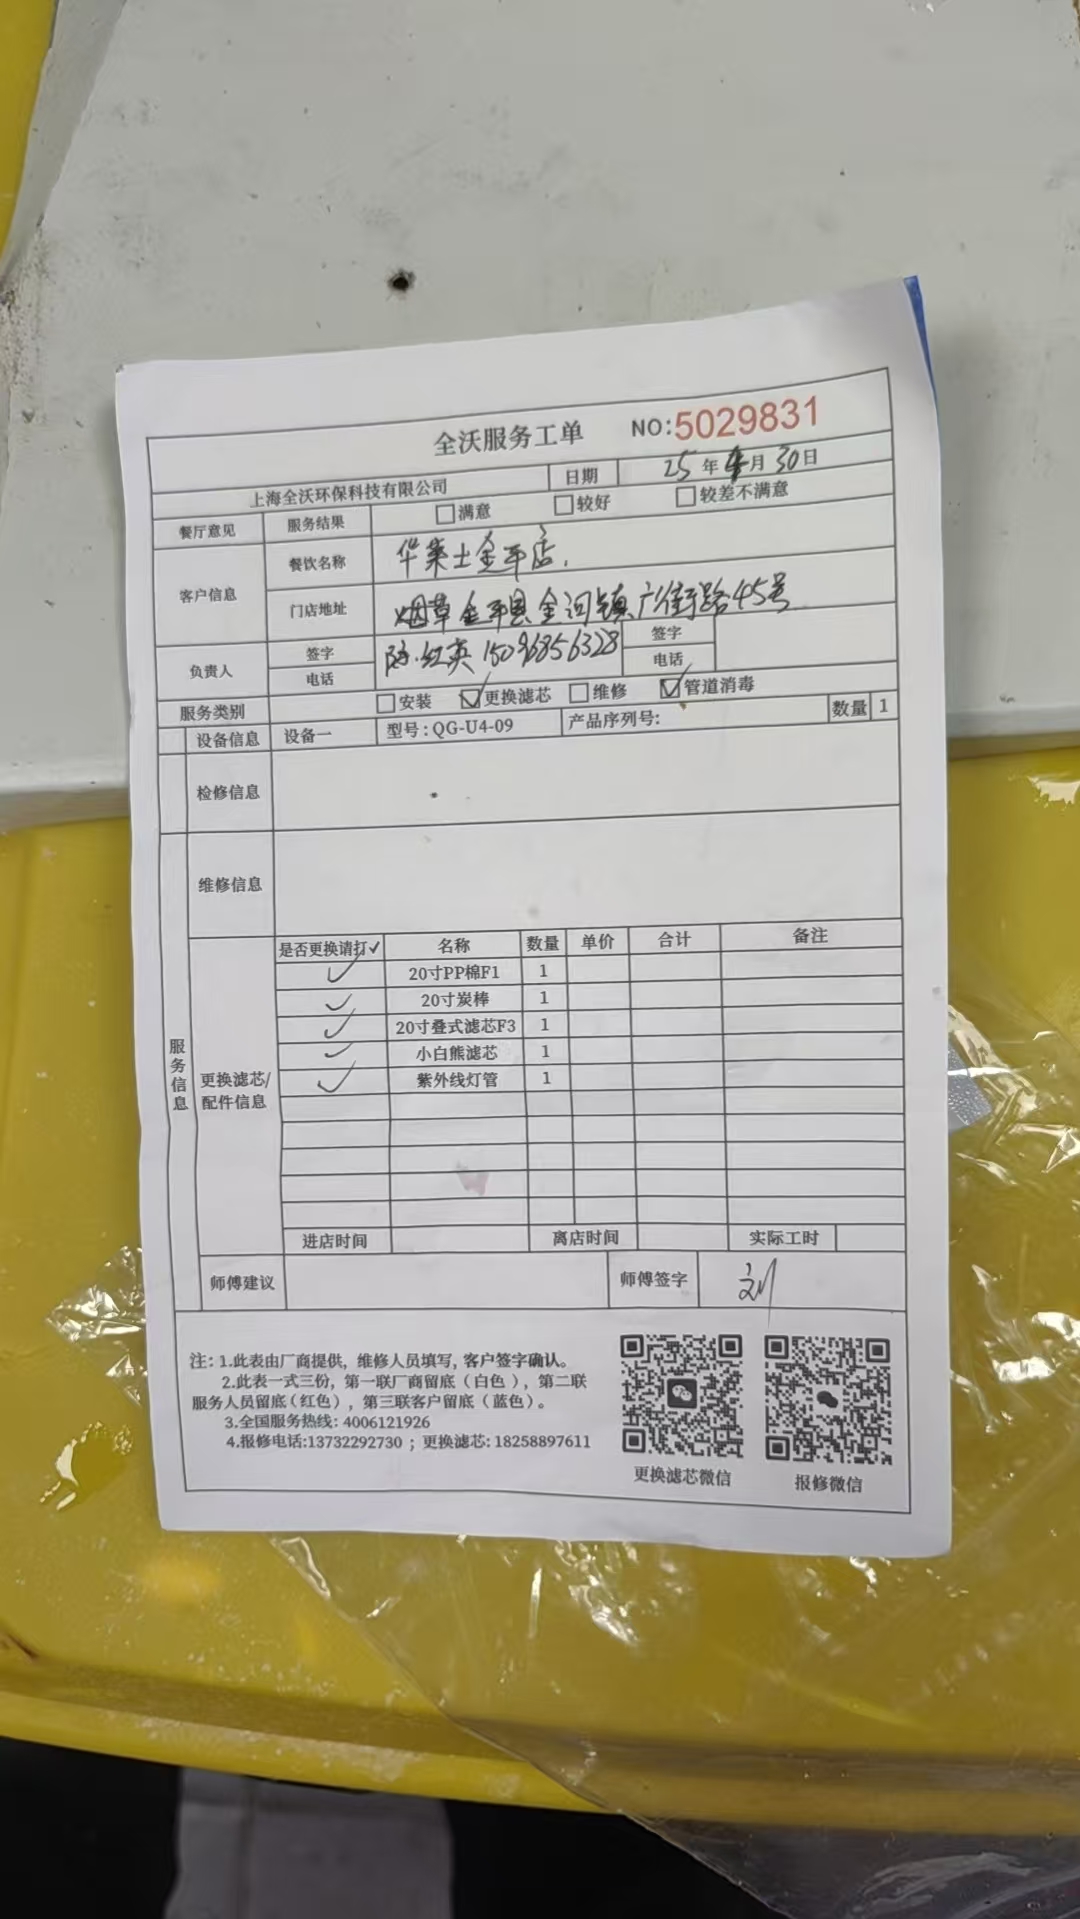 全沃服务工单 NO:5029831
上海全沃环保科技有限公司 日期 25年4月30日
餐厅意见 服务结果 □满意 □较好 □较差不满意
客户信息 餐饮名称 华莱士金平店.
门店地址 烟草金平县金河镇广街路45号
负责人 签字 电话 红英 15096856328 签字 电话
服务类别 □安装 ☑更换滤芯 □维修 ☑管道消毒
设备信息 设备一 型号:QG-U4-09 产品序列号: 数量 1
检修信息
维修信息
服务信息
更换滤芯/配件信息
是否更换请打✓ 名称 数量 单价 合计 备注
✓ 20寸PP棉F1 1
✓ 20寸炭棒 1
✓ 20寸叠式滤芯F3 1
✓ 小白熊滤芯 1
✓ 紫外线灯管 1
进店时间 离店时间 实际工时
师傅建议 师傅签字 刘
注: 1.此表由厂商提供, 维修人员填写, 客户签字确认。
2.此表一式三份, 第一联厂商留底(白色), 第二联
服务人员留底(红色), 第三联客户留底(蓝色)。
3.全国服务热线: 4006121926
4.报修电话:13732292730 ; 更换滤芯: 18258897611
更换滤芯微信 报修微信